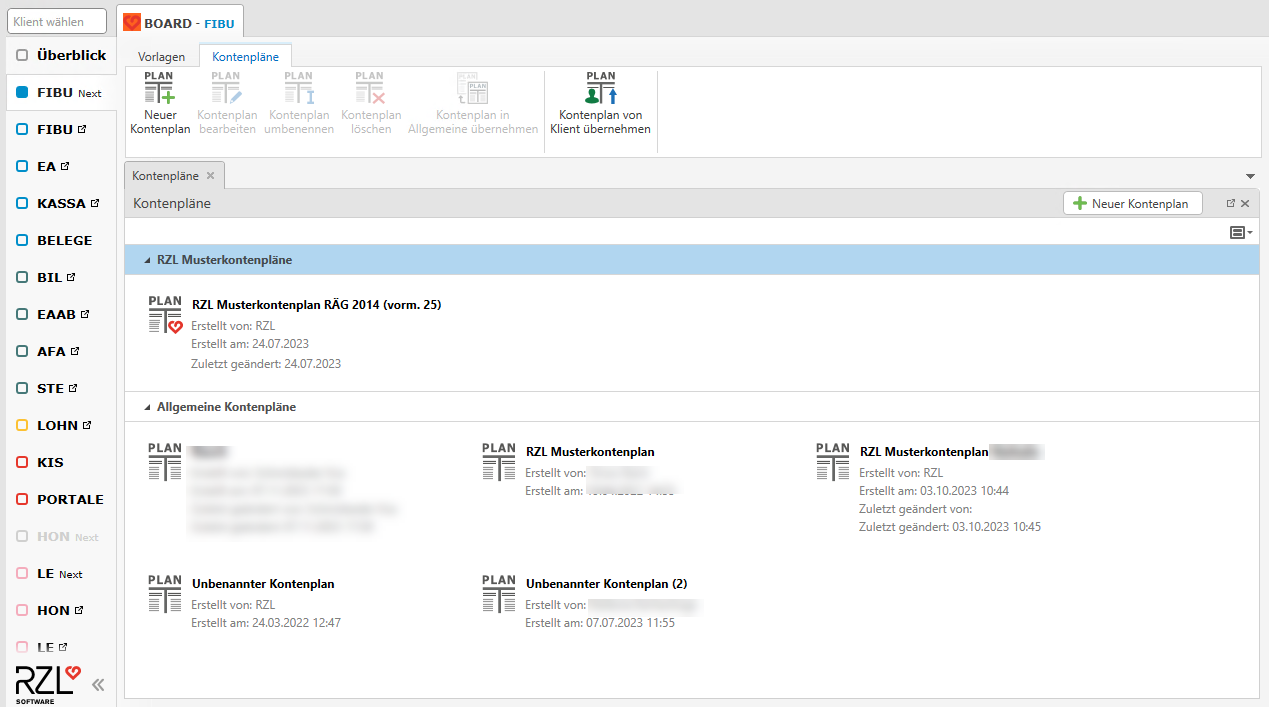 Klient wählen
BOARD - FIBU
Überblick
FIBU Next
FIBU
EA
KASSA
BELEGE
BIL
EAAB
AFA
STE
LOHN
KIS
PORTALE
HON Next
LE Next
HON
LE
RZL
SOFTWARE
Vorlagen
Kontenpläne
PLAN
Neuer
Kontenplan
PLAN
Kontenplan
bearbeiten
PLAN
Kontenplan
umbenennen
PLAN
Kontenplan
löschen
PLAN
PLAN
Kontenplan in
Allgemeine übernehmen
PLAN
Kontenplan von
Klient übernehmen
Kontenpläne
Kontenpläne
Neuer Kontenplan
RZL Musterkontenpläne
PLAN
RZL Musterkontenplan RÄG 2014 (vorm. 25)
Erstellt von: RZL
Erstellt am: 24.07.2023
Zuletzt geändert: 24.07.2023
Allgemeine Kontenpläne
PLAN
PLAN
RZL Musterkontenplan
Erstellt von:
Erstellt am:
PLAN
RZL Musterkontenplan
Erstellt von: RZL
Erstellt am: 03.10.2023 10:44
Zuletzt geändert von:
Zuletzt geändert: 03.10.2023 10:45
PLAN
Unbenannter Kontenplan
Erstellt von: RZL
Erstellt am: 24.03.2022 12:47
PLAN
Unbenannter Kontenplan (2)
Erstellt von:
Erstellt am: 07.07.2023 11:55